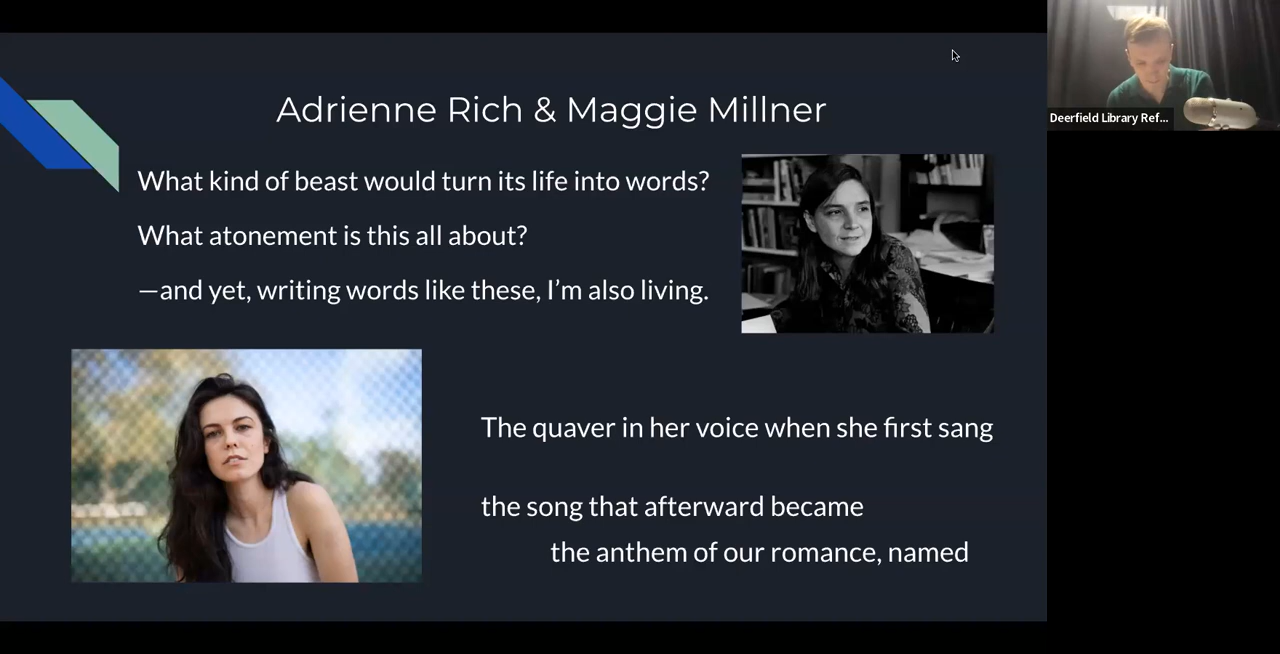 Adrienne Rich & Maggie Millner
What kind of beast would turn its life into words?
What atonement is this all about?
—and yet, writing words like these, I’m also living.
The quaver in her voice when she first sang
the song that afterward became
the anthem of our romance, named
Deerfield Library Ref...